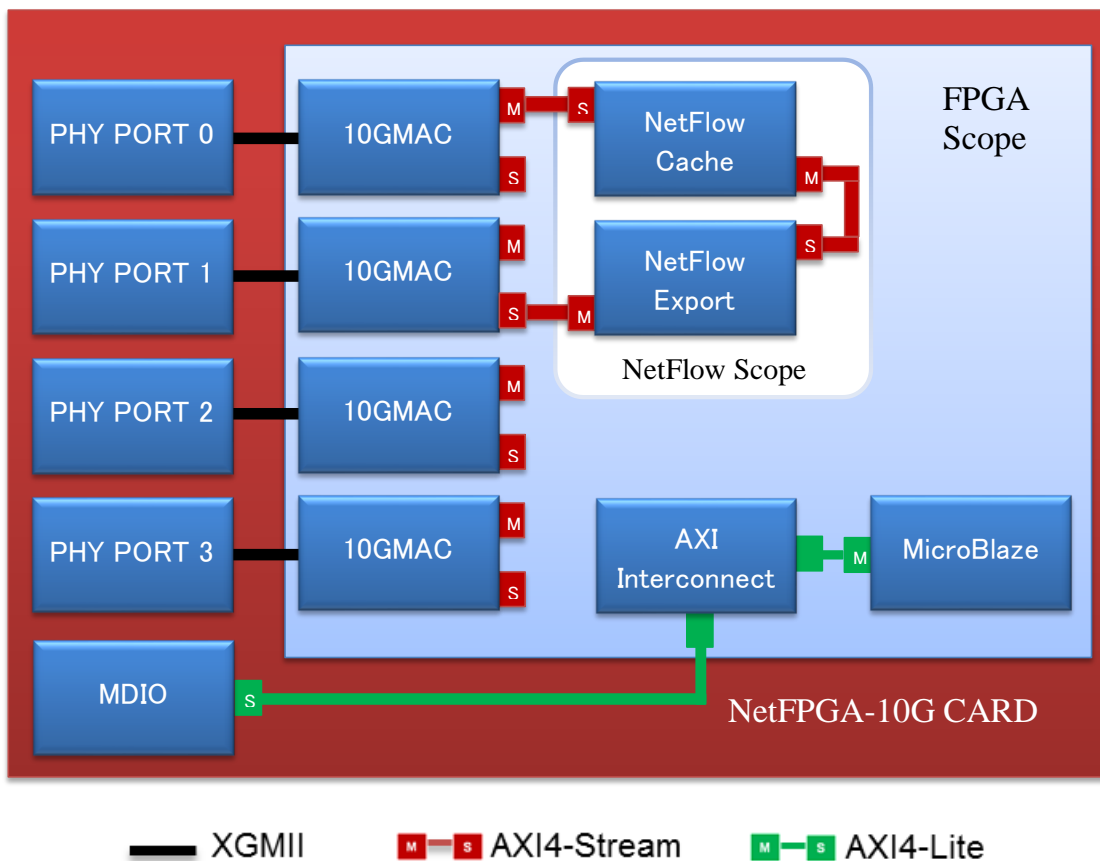 PHY PORT 0
10GMAC
M
S
S
NetFlow
Cache
M
FPGA
Scope
PHY PORT 1
10GMAC
M
S
M
S
NetFlow
Export
NetFlow Scope
PHY PORT 2
10GMAC
M
S
PHY PORT 3
10GMAC
M
S
AXI
Interconnect
M
MicroBlaze
MDIO
S
NetFPGA-10G CARD
XGMII
M S AXI4-Stream
M S AXI4-Lite